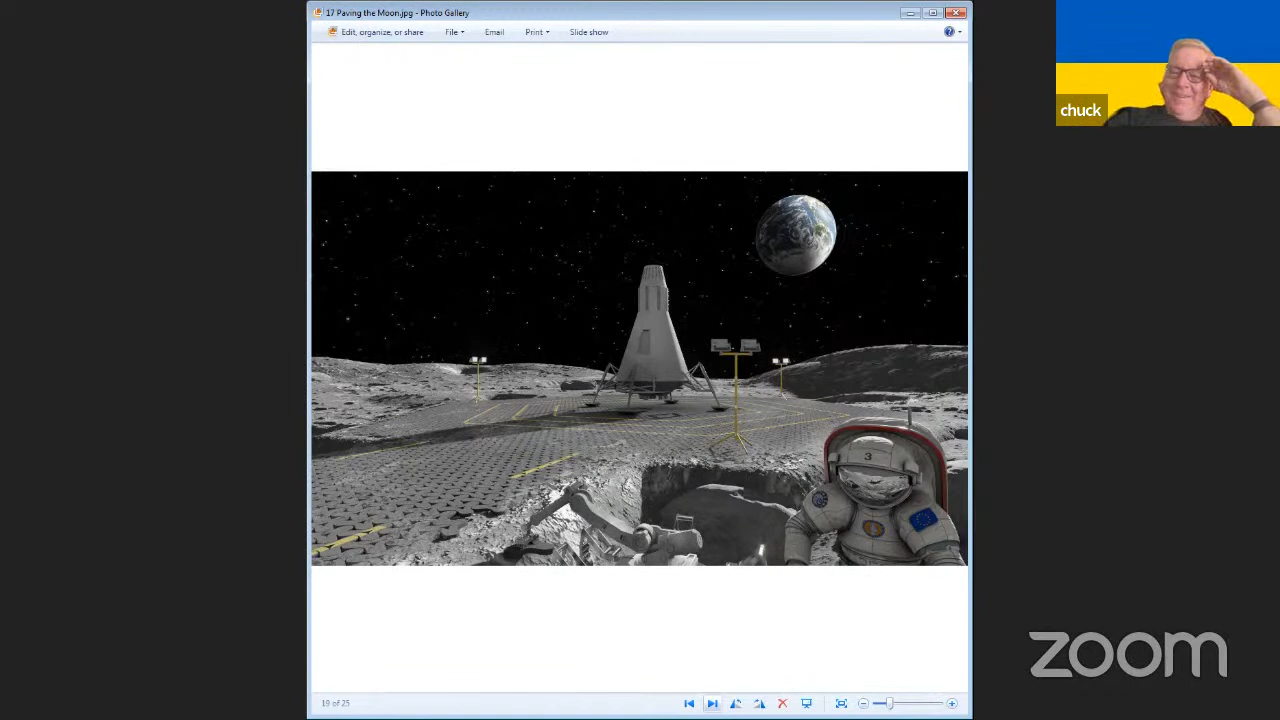 17 Paving the Moon.jpg - Photo Gallery
Edit, organize, or share File Email Print Slide show
chuck
3
19 of 25
zoom